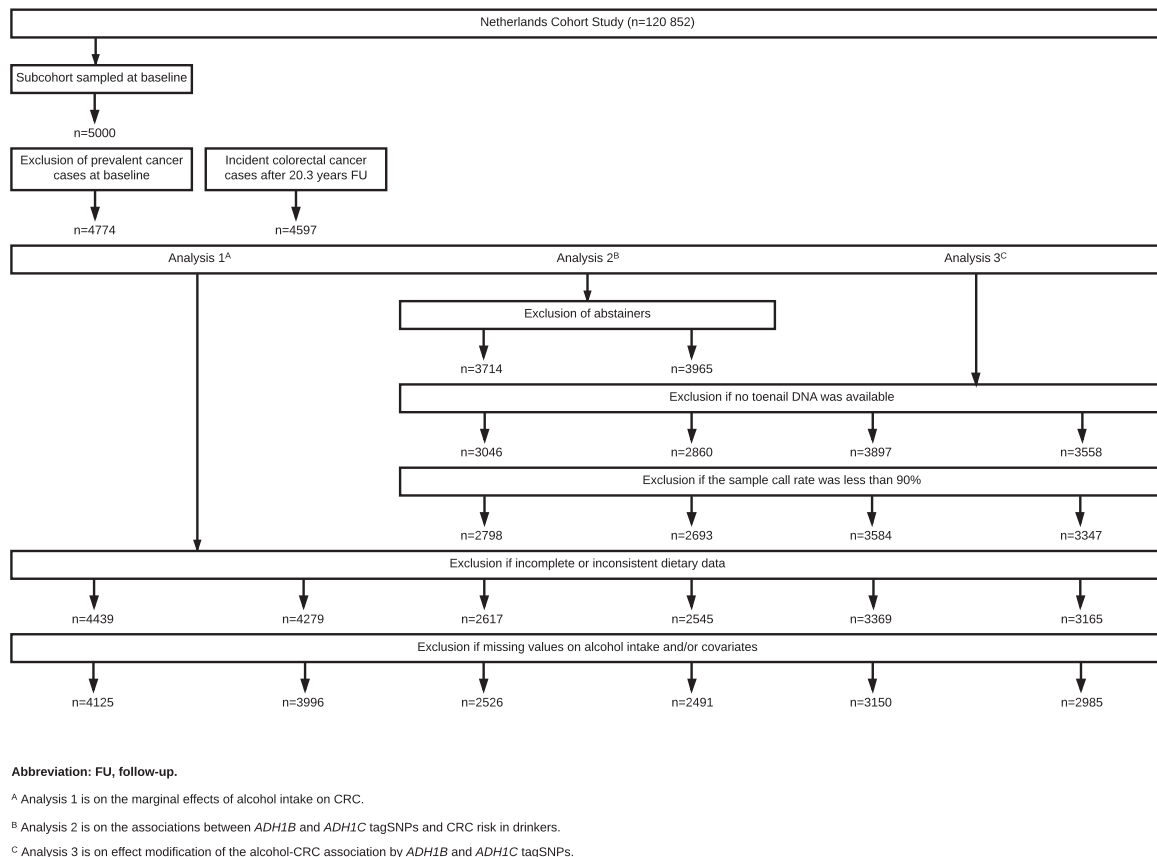 Netherlands Cohort Study (n=120 852)
Subcohort sampled at baseline
n=5000
Exclusion of prevalent cancer
cases at baseline
Incident colorectal cancer
cases after 20.3 years FU
n=4774
n=4597
Analysis 1A
Analysis 2B
Analysis 3C
Exclusion of abstainers
n=3714
n=3965
Exclusion if no toenail DNA was available
n=3046
n=2860
n=3897
n=3558
Exclusion if the sample call rate was less than 90%
n=2798
n=2693
n=3584
n=3347
Exclusion if incomplete or inconsistent dietary data
n=4439
n=4279
n=2617
n=2545
n=3369
n=3165
Exclusion if missing values on alcohol intake and/or covariates
n=4125
n=3996
n=2526
n=2491
n=3150
n=2985
Abbreviation: FU, follow-up.
A Analysis 1 is on the marginal effects of alcohol intake on CRC.
B Analysis 2 is on the associations between ADH1B and ADH1C tagSNPs and CRC risk in drinkers.
C Analysis 3 is on effect modification of the alcohol-CRC association by ADH1B and ADH1C tagSNPs.